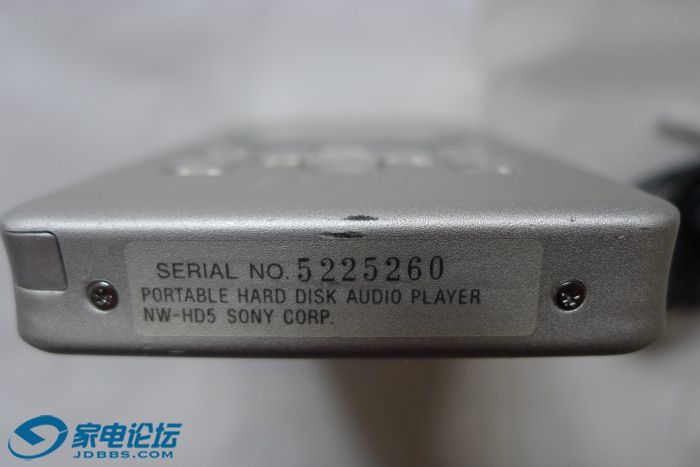 SERIAL NO. 5225260
PORTABLE HARD DISK AUDIO PLAYER
NW-HD5 SONY CORP.
家电论坛
JDBBS.COM